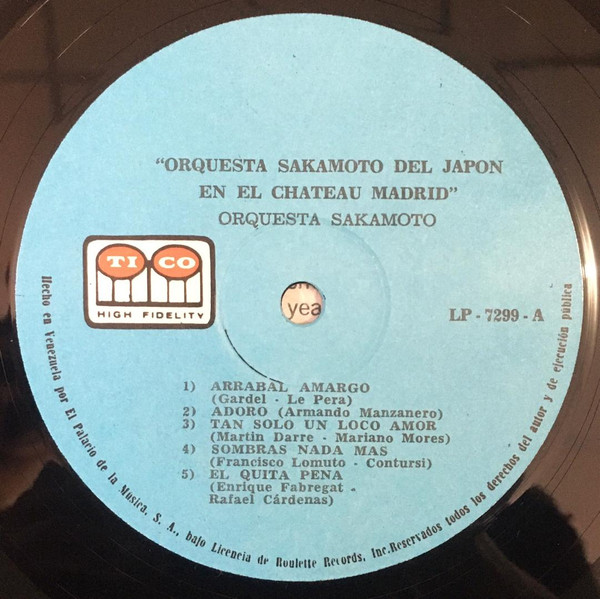 "ORQUESTA SAKAMOTO DEL JAPON
EN EL CHATEAU MADRID"
ORQUESTA SAKAMOTO
TICO
HIGH FIDELITY
yea
LP - 7299 - A
1) ARRABAL AMARGO
(Gardel - Le Pera)
2) ADORO (Armando Manzanero)
3) TAN SOLO UN LOCO AMOR
(Martin Darre - Mariano Mores)
4) SOMBRAS NADA MAS
(Francisco Lomuto - Contursi)
5) EL QUITA PENA
(Enrique Fabregat -
Rafael Cárdenas)
Hecho en Venezuela por El Palacio de la Musica, S. A., bajo Licencia de Roulette Records, Inc. Reservados todos los derechos del autor y de ejecución pública